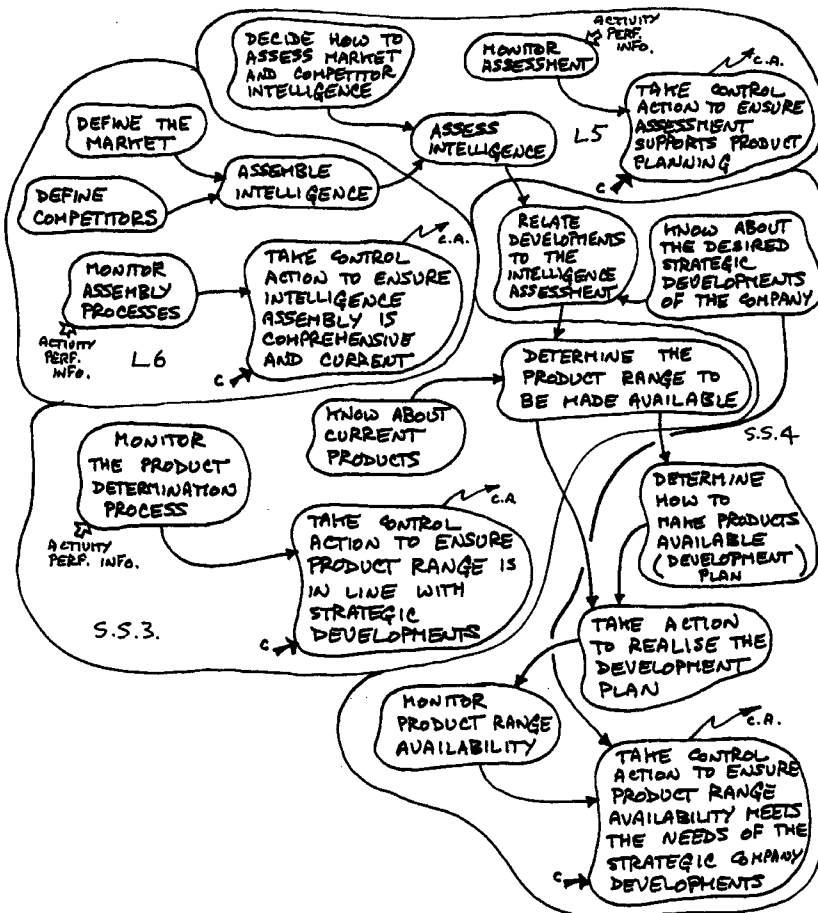 DECIDE HOW TO
ASSESS MARKET
AND COMPETITOR
INTELLIGENCE
MONITOR
ASSESSMENT
ACTIVITY
PERF.
INFO.
C.A.
TAKE CONTROL
ACTION TO ENSURE
ASSESSMENT
SUPPORTS PRODUCT
PLANNING
C
L5
DEFINE THE
MARKET
ASSESS
INTELLIGENCE
ASSEMBLE
INTELLIGENCE
DEFINE
COMPETITORS
RELATE
DEVELOPMENTS
TO THE
INTELLIGENCE
ASSESSMENT
KNOW ABOUT
THE DESIRED
STRATEGIC
DEVELOPMENTS
OF THE COMPANY
MONITOR
ASSEMBLY
PROCESSES
ACTIVITY
PERF.
INFO.
L6
C.A.
TAKE CONTROL
ACTION TO ENSURE
INTELLIGENCE
ASSEMBLY IS
COMPREHENSIVE
AND CURRENT
C
DETERMINE THE
PRODUCT RANGE TO
BE MADE AVAILABLE
KNOW ABOUT
CURRENT
PRODUCTS
S.S.4
MONITOR
THE PRODUCT
DETERMINATION
PROCESS
ACTIVITY
PERF. INFO.
C.A
TAKE CONTROL
ACTION TO ENSURE
PRODUCT RANGE IS
IN LINE WITH
STRATEGIC
DEVELOPMENTS
C
S.S.3.
DETERMINE
HOW TO
MAKE PRODUCTS
AVAILABLE
(DEVELOPMENT
PLAN)
TAKE ACTION
TO REALISE THE
DEVELOPMENT
PLAN
MONITOR
PRODUCT RANGE
AVAILABILITY
C.A.
TAKE CONTROL
ACTION TO ENSURE
PRODUCT RANGE
AVAILABILITY MEETS
THE NEEDS OF THE
STRATEGIC COMPANY
DEVELOPMENTS
C